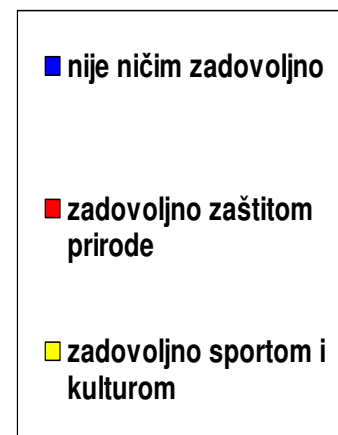 nije ničim zadovoljno
zadovoljno zaštitom
prirode
zadovoljno sportom i
kulturom